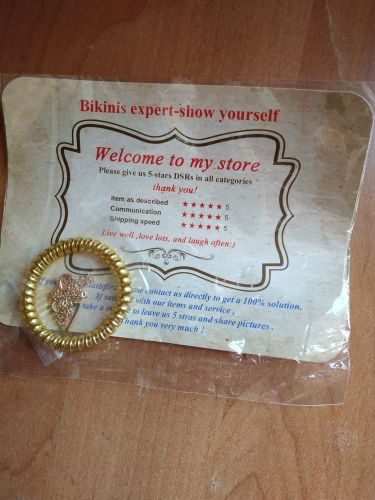 Bikinis expert-show yourself
Welcome to my store
Please give us 5-stars DSRs in all categories
thank you!
Item as described ★★★★★ 5
Communication ★★★★★ 5
Shipping speed ★★★★★ 5
Live well ,love lots, and laugh often:)
contact us directly to get a 100% solution,
If with our items and service ,
take a to leave us 5 stras and share pictures .
hank you very much !